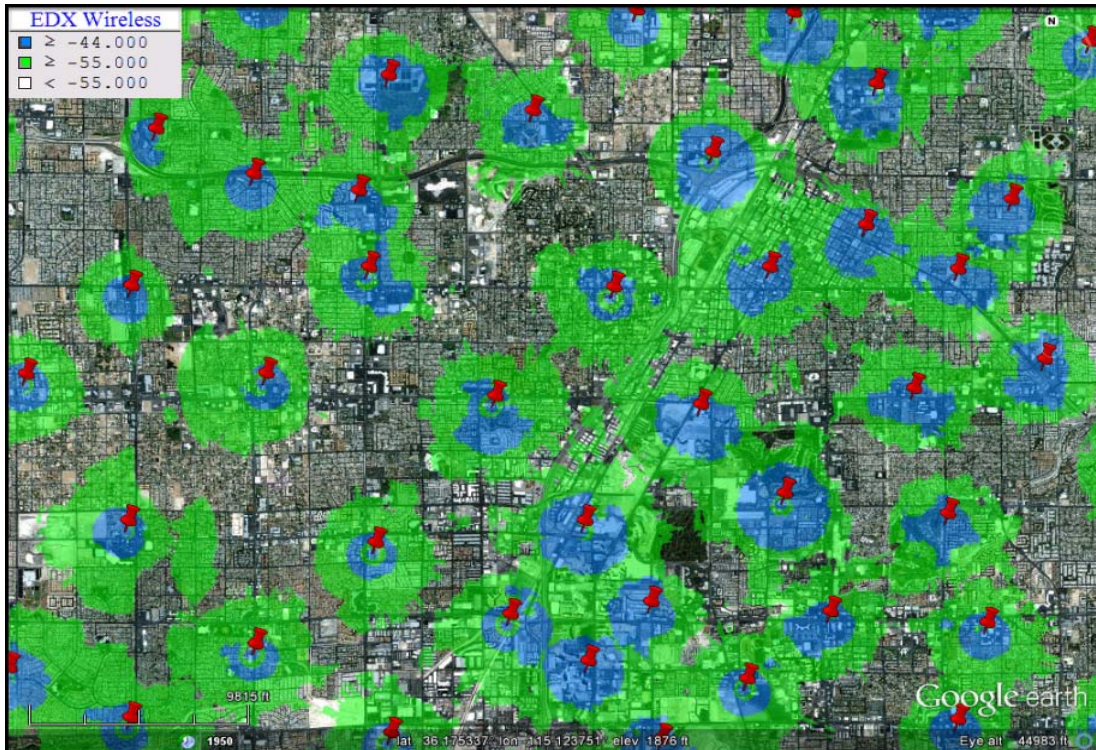 EDX Wireless
≥ -44.000
≥ -55.000
< -55.000
N
9815 ft
Google earth
1950
lat 36.175337° lon -115.123751° elev 1876 ft
Eye alt 44983 ft